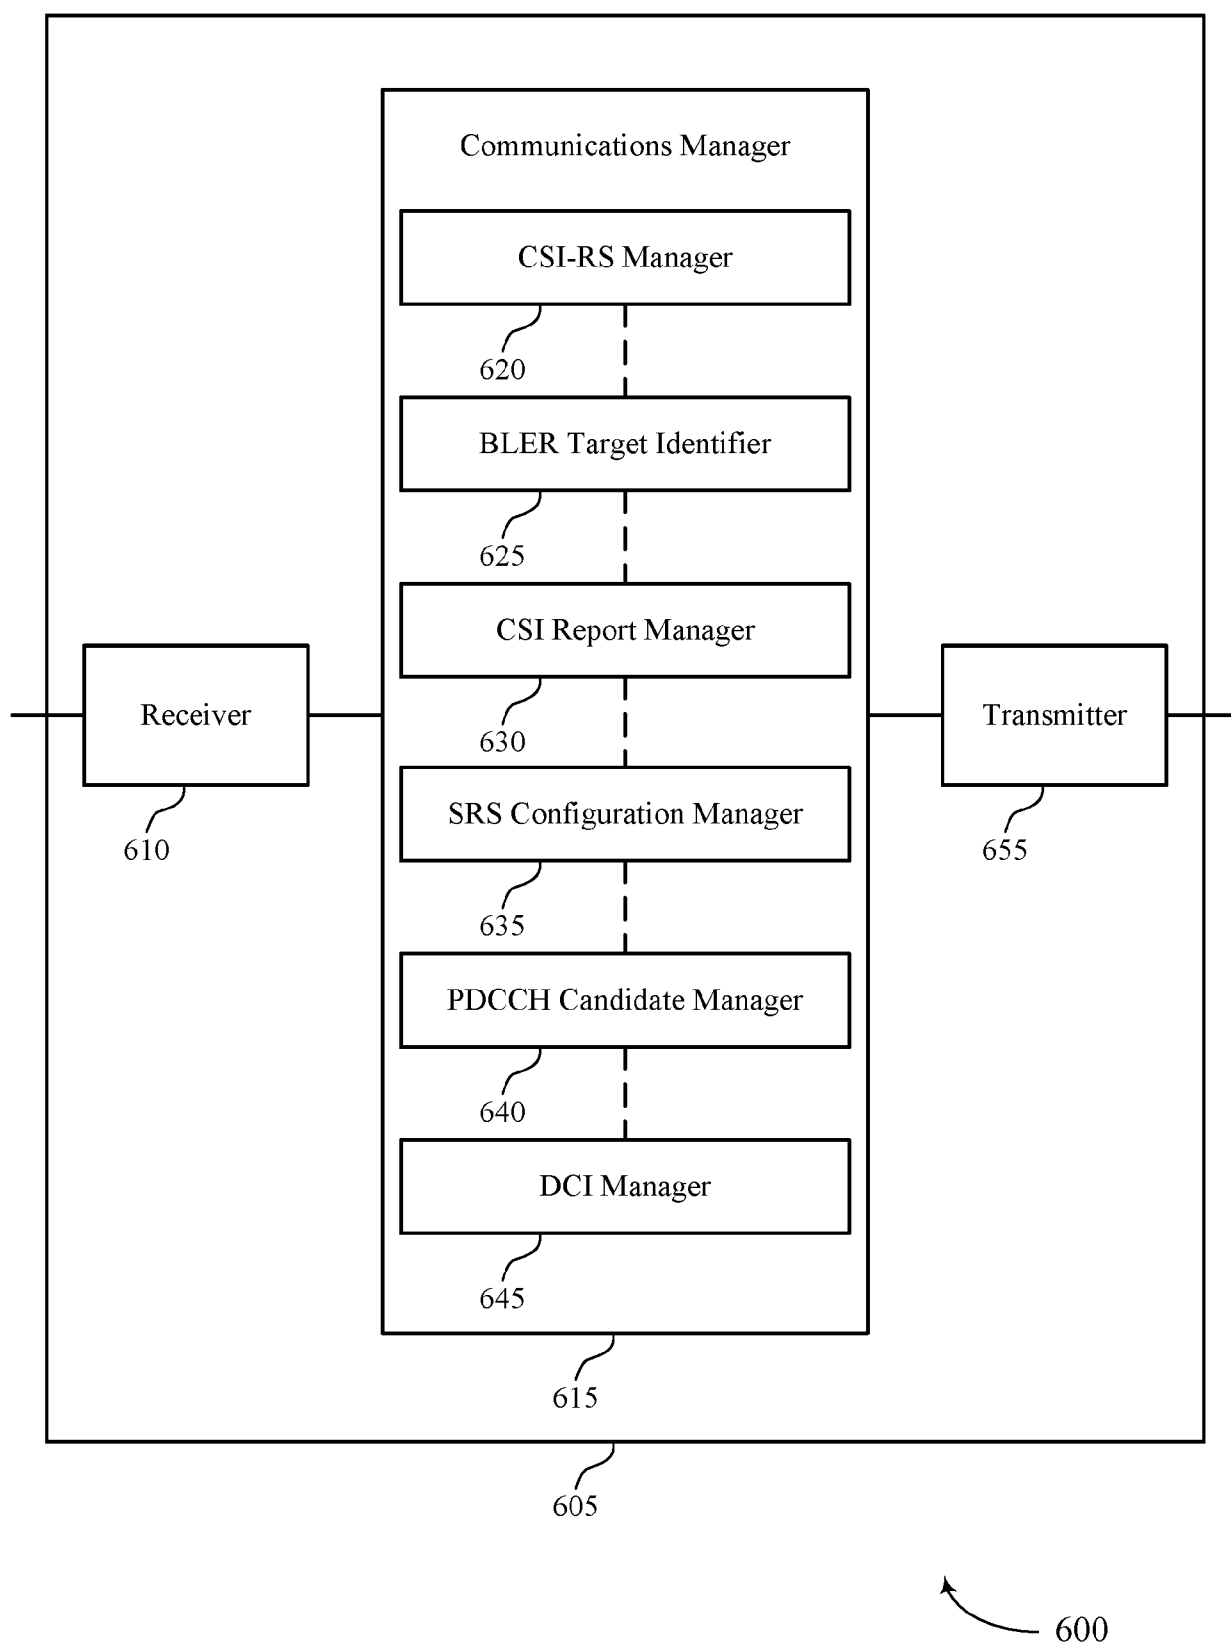 Communications Manager
CSI-RS Manager
620
BLER Target Identifier
625
CSI Report Manager
630
Receiver
610
Transmitter
655
SRS Configuration Manager
635
PDCCH Candidate Manager
640
DCI Manager
645
615
605
600